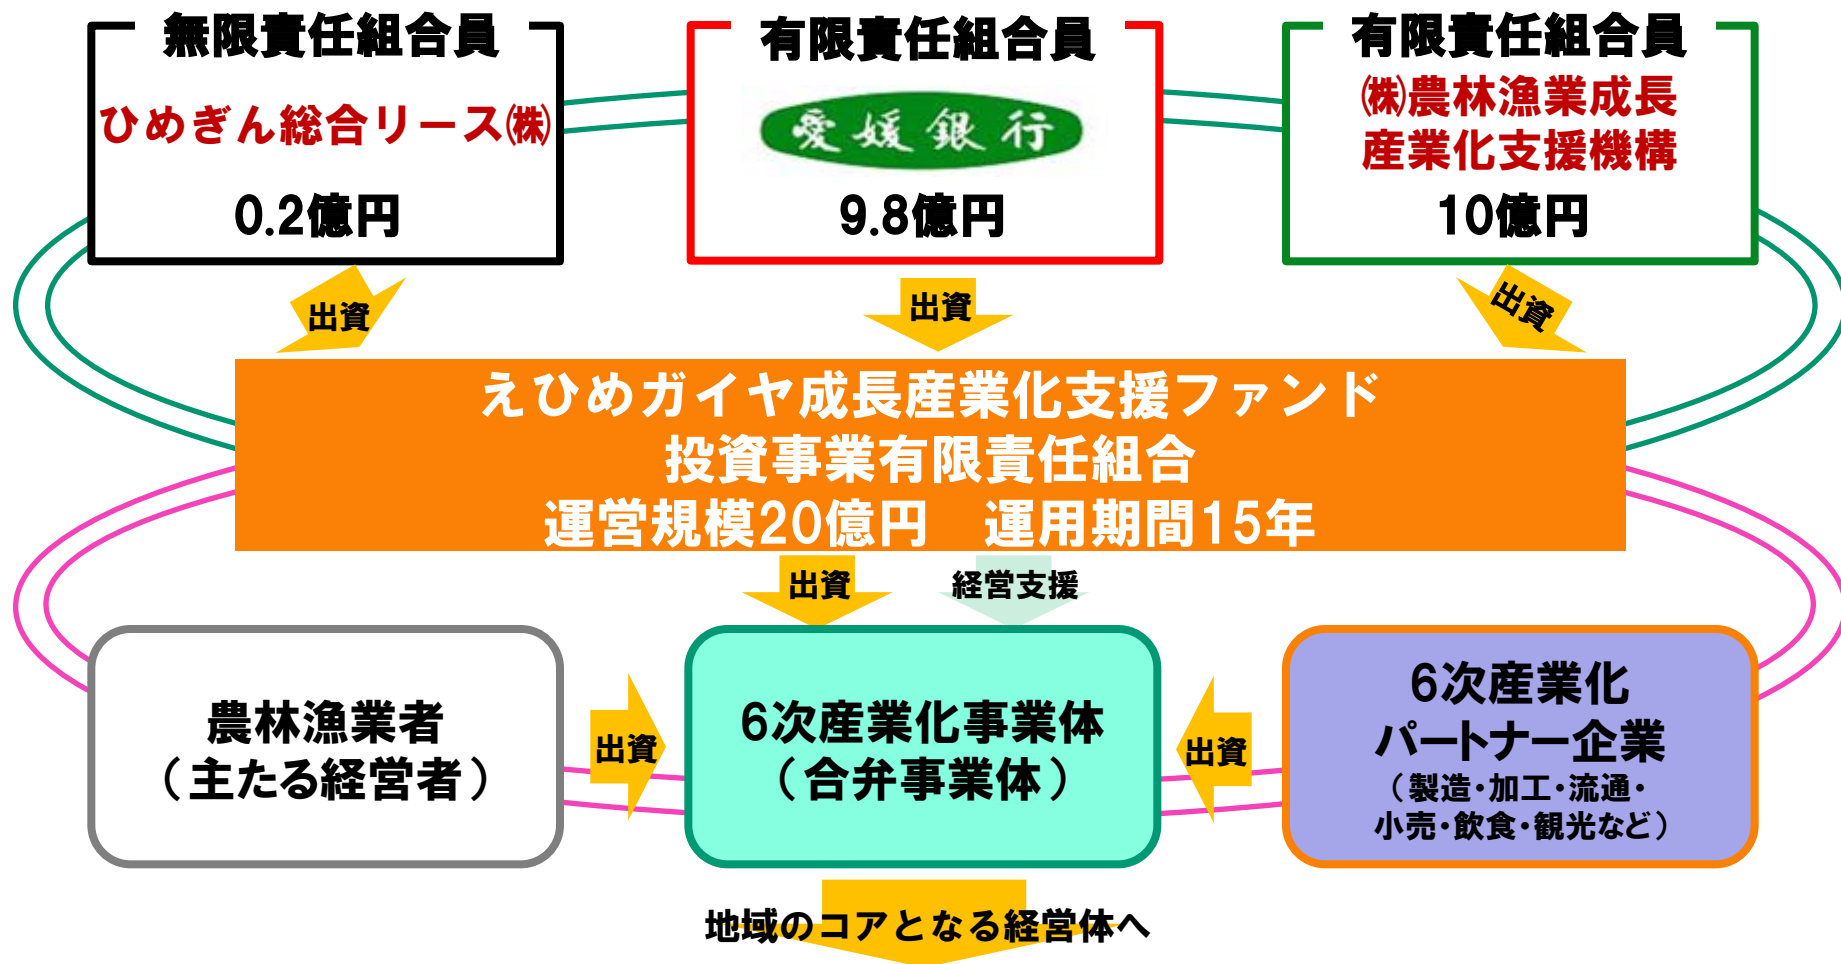 無限責任組合員
ひめぎん総合リース㈱
0.2億円
有限責任組合員
愛媛銀行
9.8億円
有限責任組合員
㈱農林漁業成長
産業化支援機構
10億円
出資
出資
出資
えひめガイヤ成長産業化支援ファンド
投資事業有限責任組合
運営規模20億円　運用期間15年
出資
経営支援
農林漁業者
（主たる経営者）
出資
6次産業化事業体
（合弁事業体）
出資
6次産業化
パートナー企業
（製造・加工・流通・
小売・飲食・観光など）
地域のコアとなる経営体へ